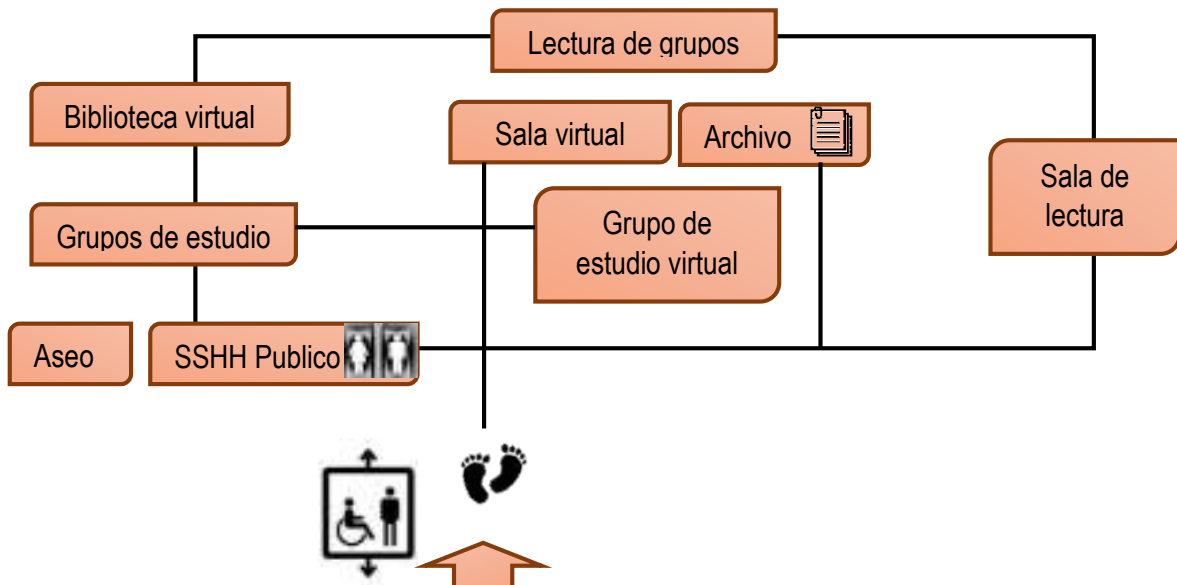 Lectura de grupos
Biblioteca virtual
Sala virtual
Archivo
Sala de
lectura
Grupos de estudio
Grupo de
estudio virtual
Aseo
SSHH Publico